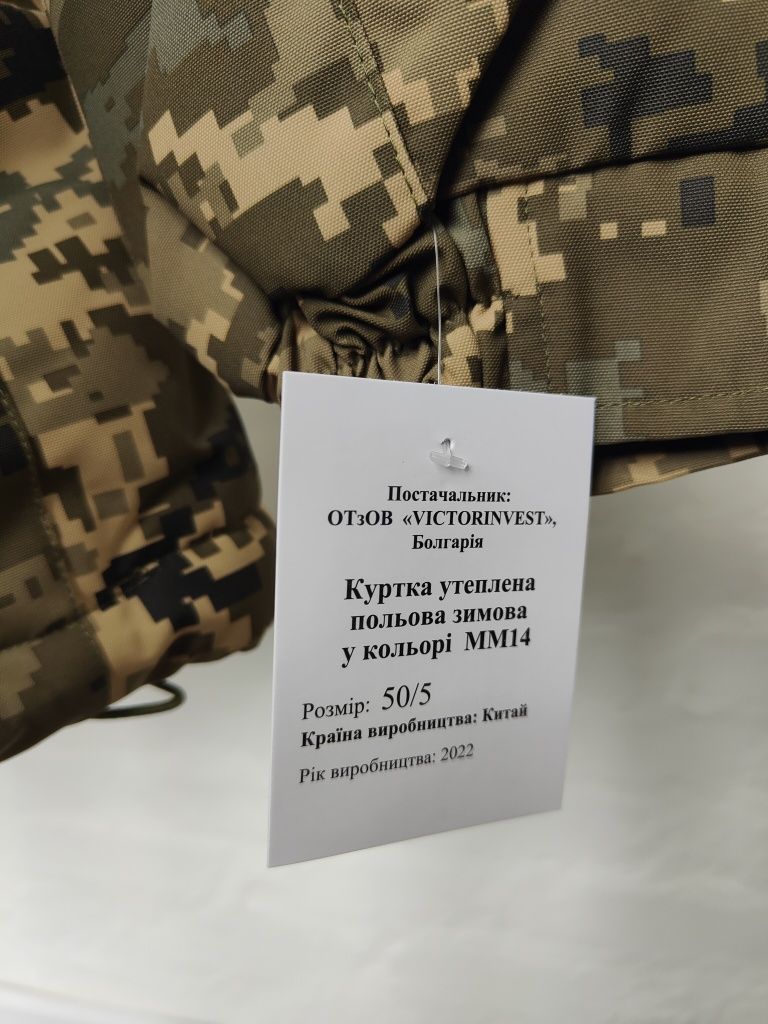 Постачальник:
ОТзОВ «VICTORINVEST»,
Болгарія
Куртка утеплена
польова зимова
у кольорі ММ14
Розмір: 50/5
Країна виробництва: Китай
Рік виробництва: 2022